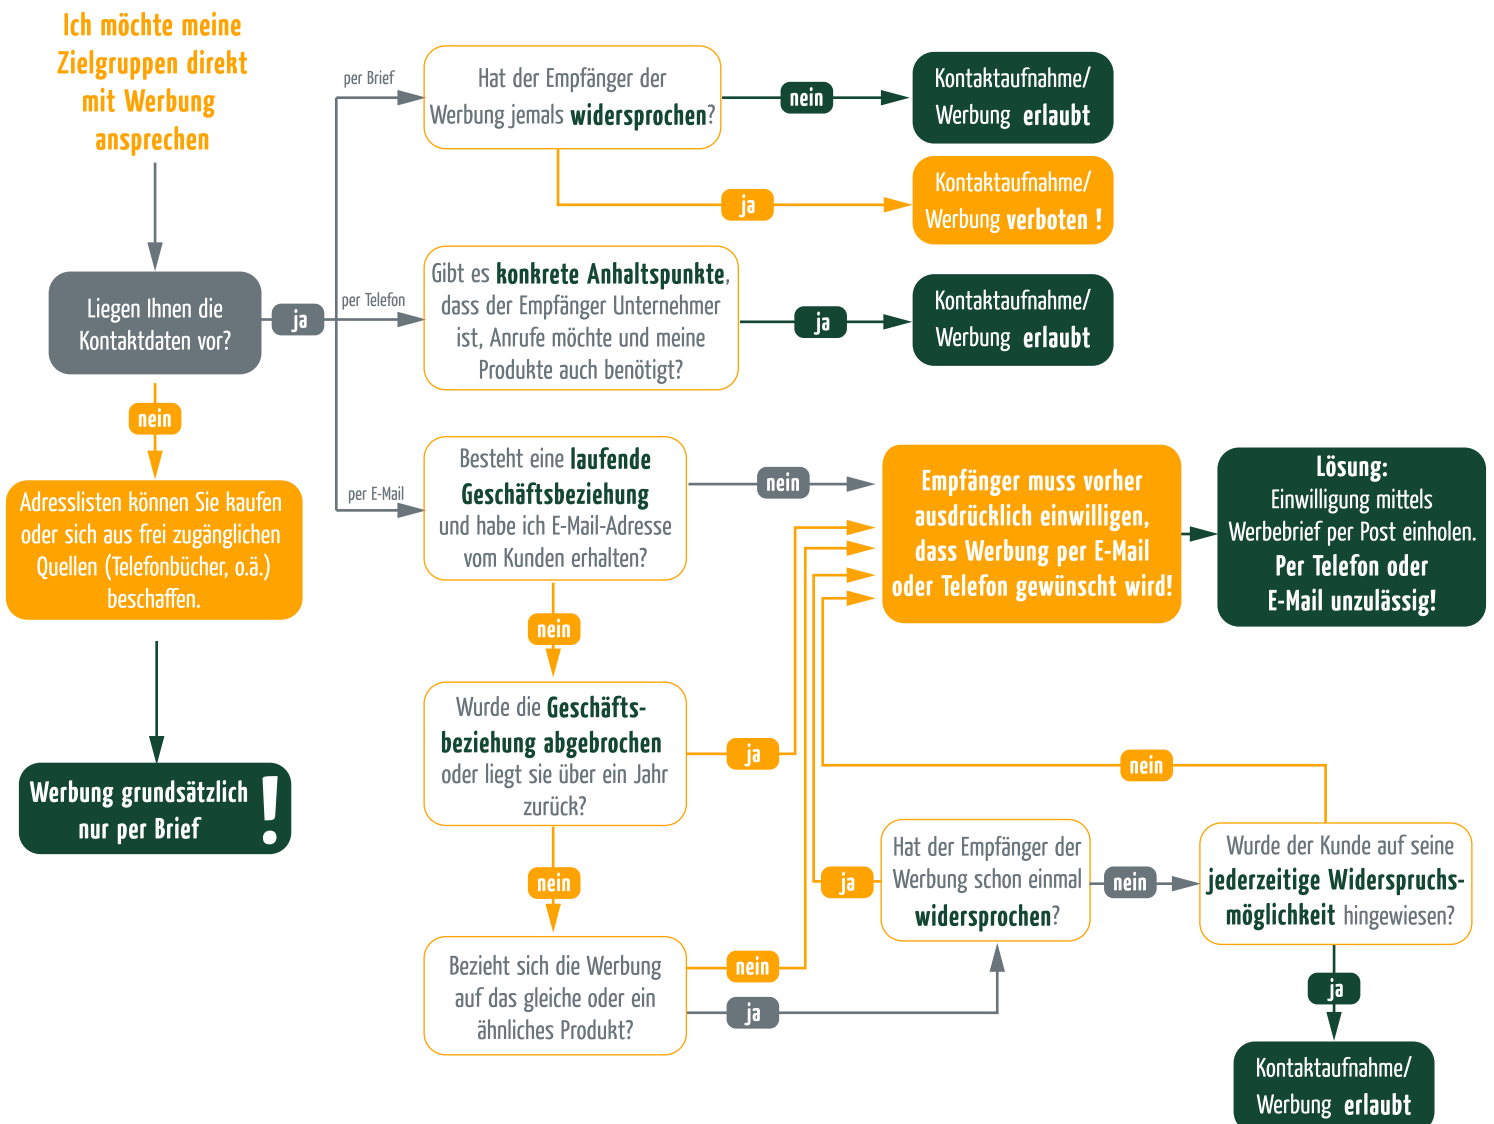 Ich möchte meine
Zielgruppen direkt
mit Werbung
ansprechen
Liegen Ihnen die
Kontaktdaten vor?
ja
nein
Adresslisten können Sie kaufen
oder sich aus frei zugänglichen
Quellen (Telefonbücher, o.ä.)
beschaffen.
Werbung grundsätzlich
nur per Brief
!
per Brief
Hat der Empfänger der
Werbung jemals widersprochen?
nein
Kontaktaufnahme/
Werbung erlaubt
ja
Kontaktaufnahme/
Werbung verboten !
per Telefon
Gibt es konkrete Anhaltspunkte,
dass der Empfänger Unternehmer
ist, Anrufe möchte und meine
Produkte auch benötigt?
ja
Kontaktaufnahme/
Werbung erlaubt
per E-Mail
Besteht eine laufende
Geschäftsbeziehung
und habe ich E-Mail-Adresse
vom Kunden erhalten?
nein
Empfänger muss vorher
ausdrücklich einwilligen,
dass Werbung per E-Mail
oder Telefon gewünscht wird!
Lösung:
Einwilligung mittels
Werbebrief per Post einholen.
Per Telefon oder
E-Mail unzulässig!
nein
Wurde die Geschäfts-
beziehung abgebrochen
oder liegt sie über ein Jahr
zurück?
ja
nein
Bezieht sich die Werbung
auf das gleiche oder ein
ähnliches Produkt?
nein
ja
Hat der Empfänger der
Werbung schon einmal
widersprochen?
ja
nein
Wurde der Kunde auf seine
jederzeitige Widerspruchs-
möglichkeit hingewiesen?
nein
ja
Kontaktaufnahme/
Werbung erlaubt